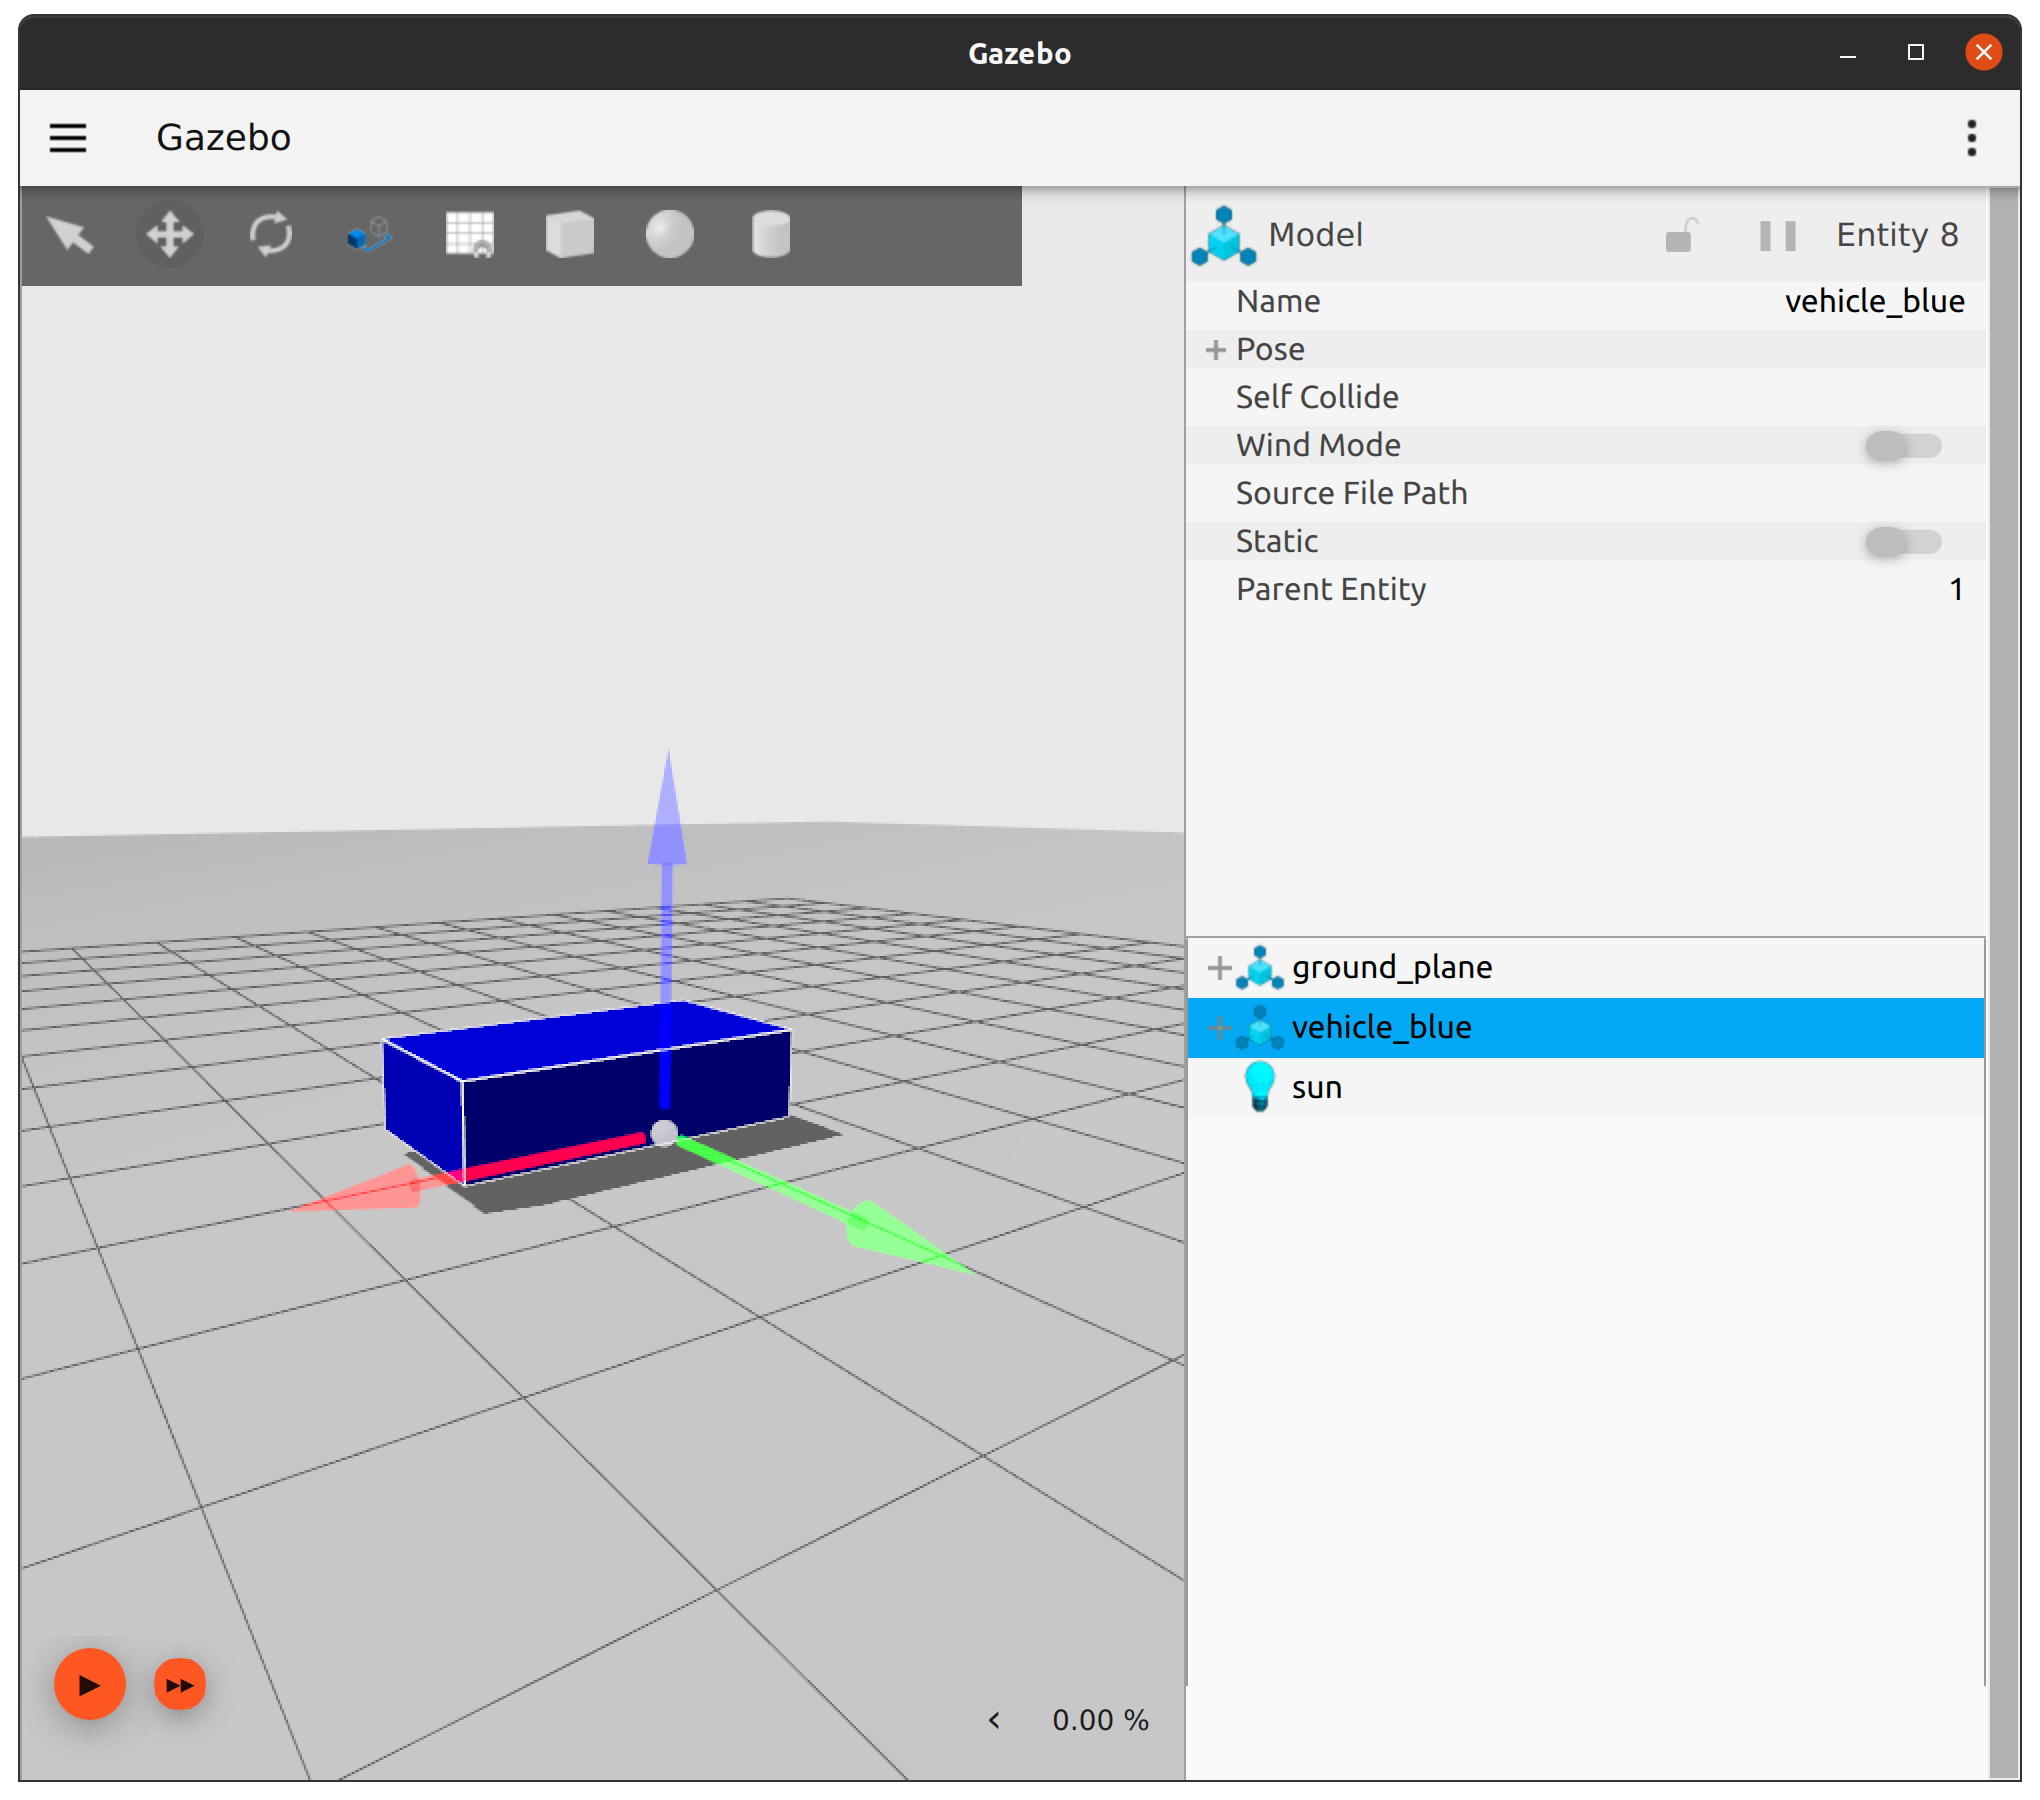 Gazebo
Gazebo
Model Entity 8
Name vehicle_blue
Pose
Self Collide
Wind Mode
Source File Path
Static
Parent Entity 1
ground_plane
vehicle_blue
sun
0.00 %